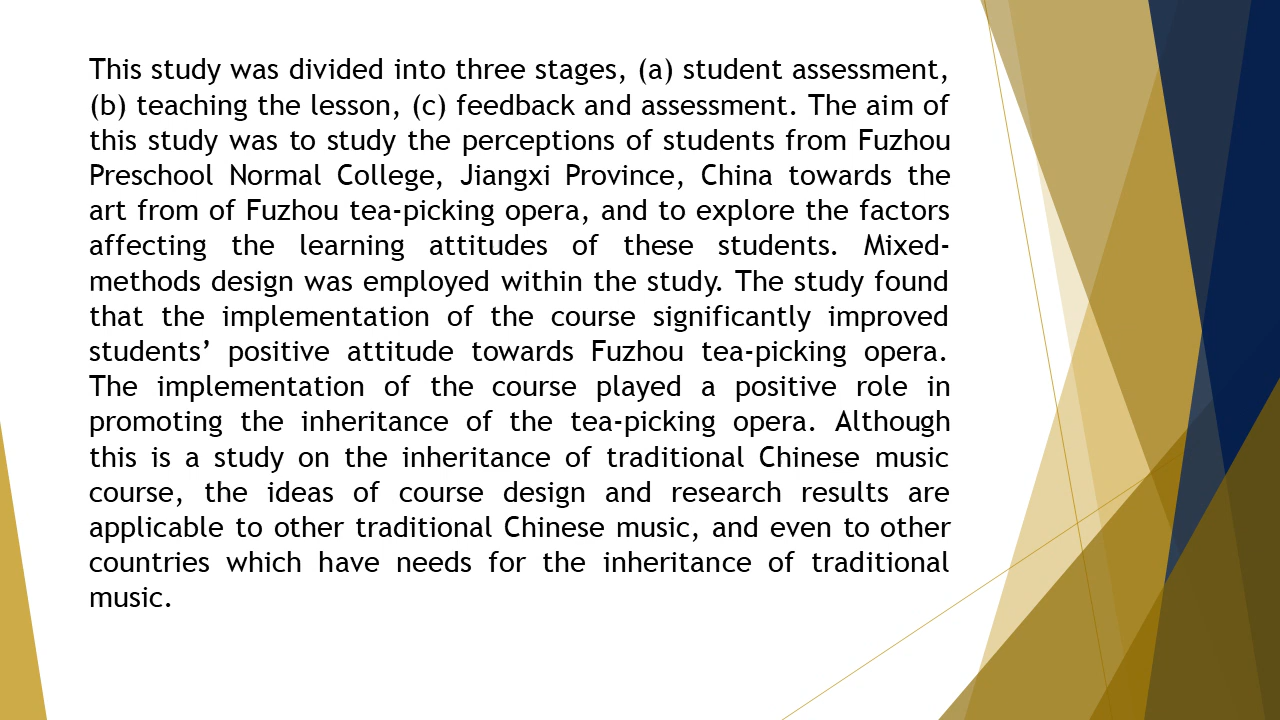 This study was divided into three stages, (a) student assessment,
(b) teaching the lesson, (c) feedback and assessment. The aim of
this study was to study the perceptions of students from Fuzhou
Preschool Normal College, Jiangxi Province, China towards the
art from of Fuzhou tea-picking opera, and to explore the factors
affecting the learning attitudes of these students. Mixed-
methods design was employed within the study. The study found
that the implementation of the course significantly improved
students’ positive attitude towards Fuzhou tea-picking opera.
The implementation of the course played a positive role in
promoting the inheritance of the tea-picking opera. Although
this is a study on the inheritance of traditional Chinese music
course, the ideas of course design and research results are
applicable to other traditional Chinese music, and even to other
countries which have needs for the inheritance of traditional
music.